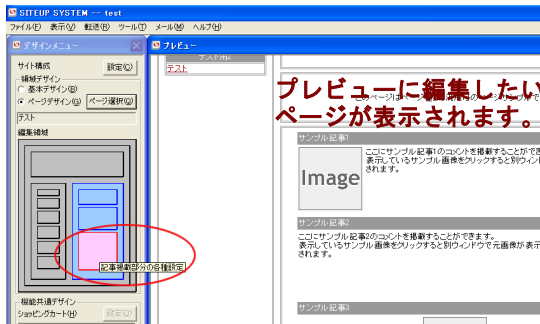 SITEUP SYSTEM -- test
ファイル(F) 表示(V) 転送(R) ツール(T) メール(M) ヘルプ(H)
デザインメニュー
プレビュー
サイト構成
設定(C)
領域デザイン
基本デザイン(B)
ページデザイン(G)
ページ選択(O)
テスト
編集領域
記事掲載部分の各種設定
機能共通デザイン
ショッピングカート(H)
設定(I)
テスト用2
テスト
プレビューに編集したい
ページが表示されます。
サンプル記事1
Image
ここにサンプル記事1のコメントを掲載することができ
表示しているサンプル画像をクリックすると別ウィンド
されます。
サンプル記事2
ここにサンプル記事2のコメントを掲載することができます。
表示しているサンプル画像をクリックすると別ウィンドウで元画像が表示
されます。
サンプル記事3